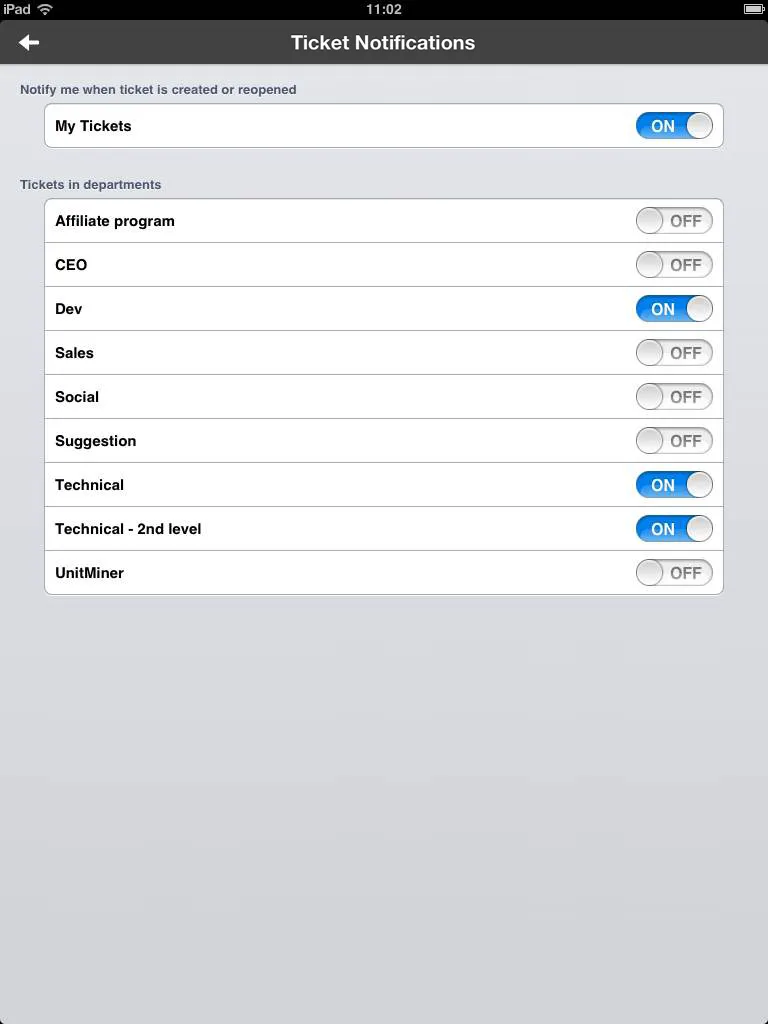 iPad 11:02
Ticket Notifications
Notify me when ticket is created or reopened
My Tickets ON
Tickets in departments
Affiliate program OFF
CEO OFF
Dev ON
Sales OFF
Social OFF
Suggestion OFF
Technical ON
Technical - 2nd level ON
UnitMiner OFF